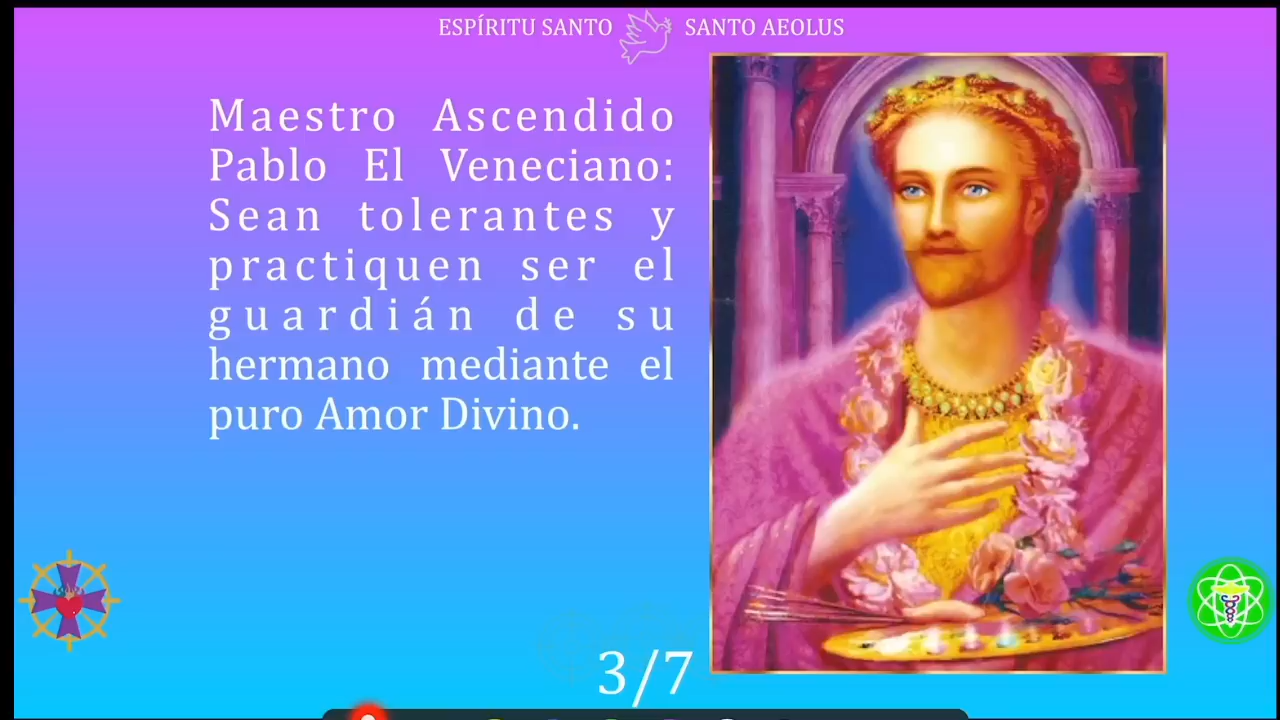 ESPÍRITU SANTO SANTO AEOLUS
Maestro Ascendido
Pablo El Veneciano:
Sean tolerantes y
practiquen ser el
guardián de su
hermano mediante el
puro Amor Divino.
3/7